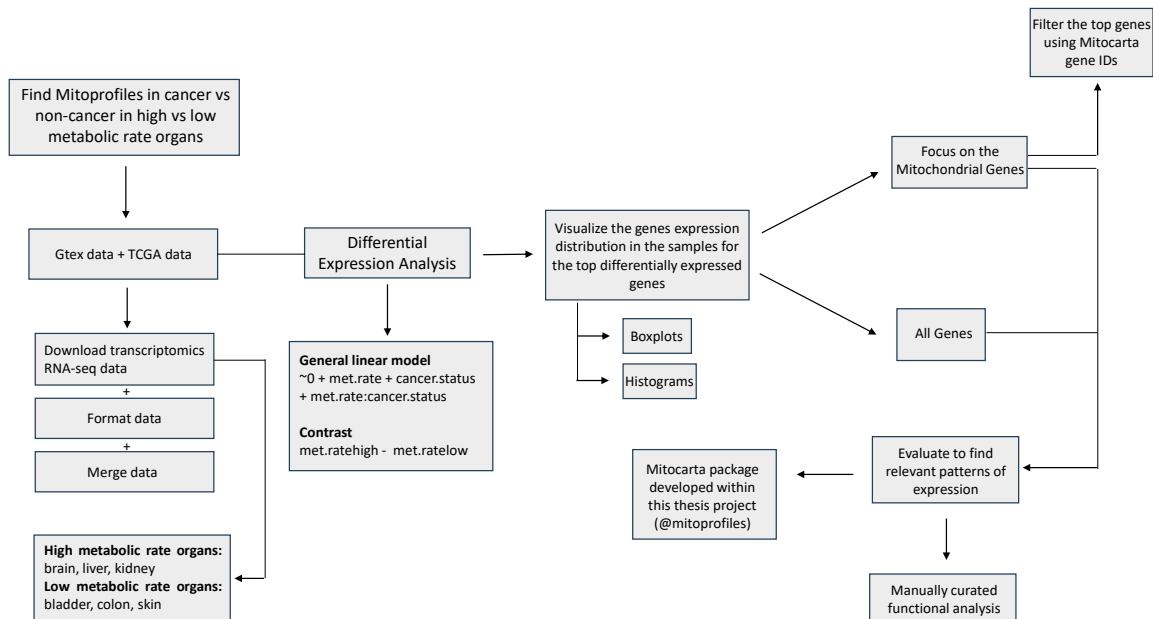 Find Mitoprofiles in cancer vs
non-cancer in high vs low
metabolic rate organs
Gtex data + TCGA data
Download transcriptomics
RNA-seq data
+
Format data
+
Merge data
High metabolic rate organs:
brain, liver, kidney
Low metabolic rate organs:
bladder, colon, skin
Differential
Expression Analysis
General linear model
~0 + met.rate + cancer.status
+ met.rate:cancer.status
Contrast
met.ratehigh - met.ratelow
Visualize the genes expression
distribution in the samples for
the top differentially expressed
genes
Boxplots
Histograms
Focus on the
Mitochondrial Genes
Filter the top genes
using Mitocarta
gene IDs
All Genes
Evaluate to find
relevant patterns of
expression
Mitocarta package
developed within
this thesis project
(@mitoprofiles)
Manually curated
functional analysis